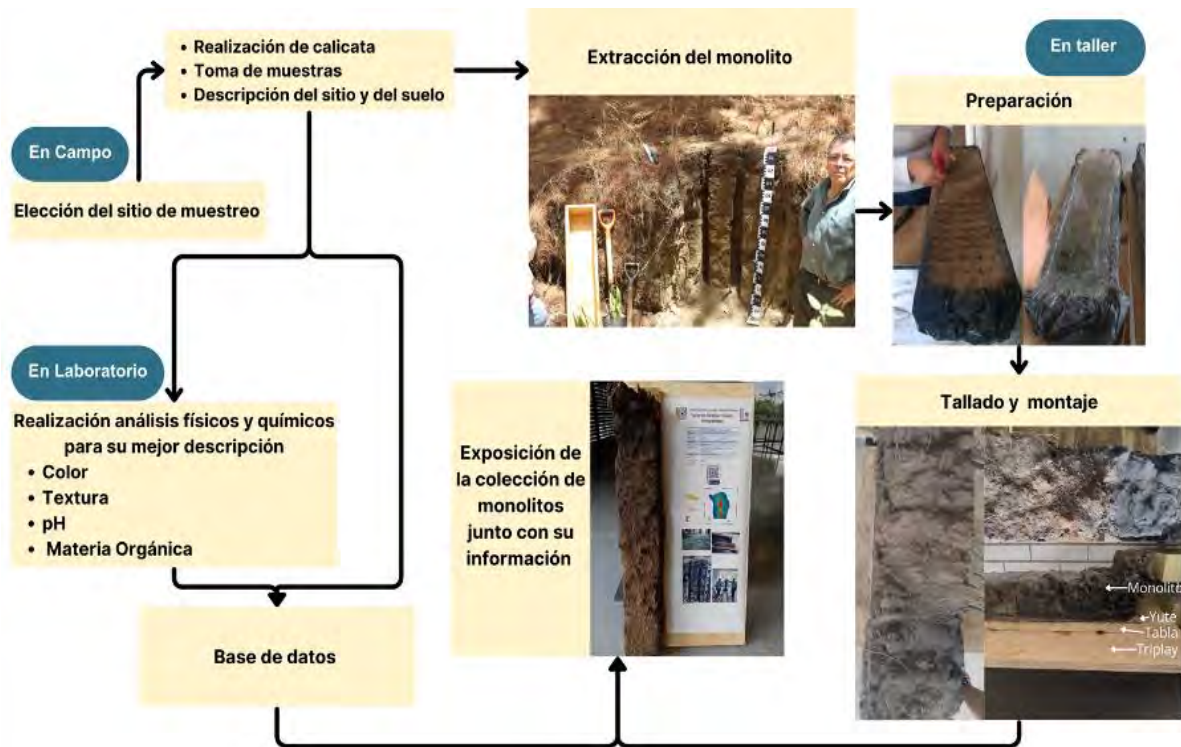 En Campo
Elección del sitio de muestreo
• Realización de calicata
• Toma de muestras
• Descripción del sitio y del suelo
Extracción del monolito
En taller
Preparación
Tallado y montaje
Monolito
Yute
Tabla
Triplay
En Laboratorio
Realización análisis físicos y químicos
para su mejor descripción
• Color
• Textura
• pH
• Materia Orgánica
Base de datos
Exposición de
la colección de
monolitos
junto con su
información